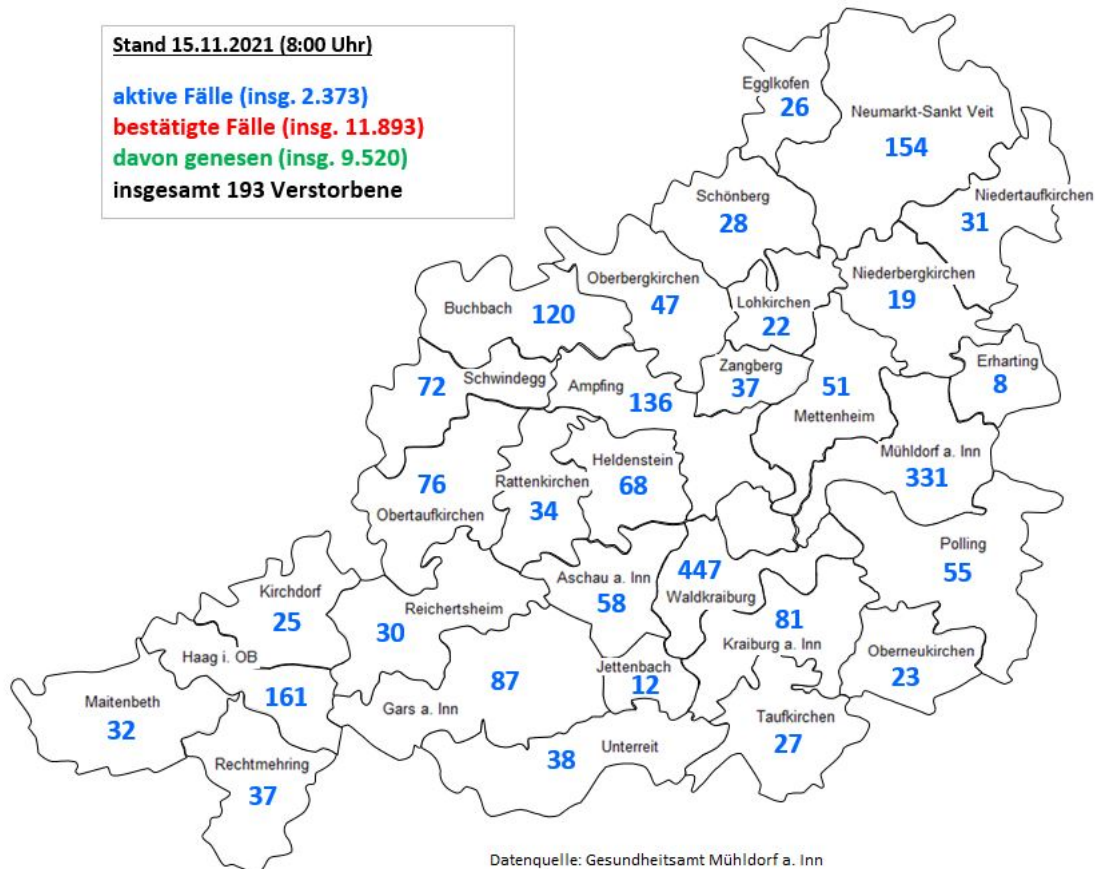 Stand 15.11.2021 (8:00 Uhr)
aktive Fälle (insg. 2.373)
bestätigte Fälle (insg. 11.893)
davon genesen (insg. 9.520)
insgesamt 193 Verstorbene
Egglkofen
26
Neumarkt-Sankt Veit
154
Schönberg
28
Niedertaufkirchen
31
Oberbergkirchen
47
Lohkirchen
22
Niederbergkirchen
19
Buchbach 120
Erharting
8
72 Schwindegg
Ampfing
136
Zangberg
37
51
Mettenheim
Mühldorf a. Inn
331
76
Obertaufkirchen
Rattenkirchen
34
Heldenstein
68
Polling
55
Kirchdorf
25
Reichertsheim
30
Aschau a. Inn
58
447
Waldkraiburg
81
Kraiburg a. Inn
Oberneukirchen
23
Haag i. OB
161
Maitenbeth
32
87
Gars a. Inn
Jettenbach
12
Taufkirchen
27
Rechtmehring
37
Unterreit
38
Datenquelle: Gesundheitsamt Mühldorf a. Inn